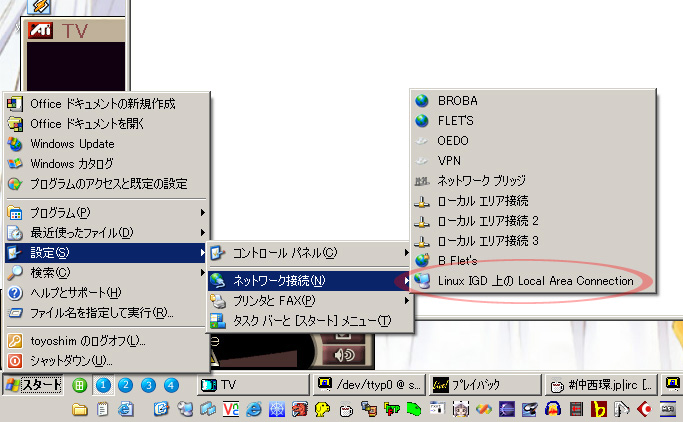 ATI TV
Office ドキュメントの新規作成
Office ドキュメントを開く
Windows Update
Windows カタログ
プログラムのアクセスと既定の設定
プログラム(P)
最近使ったファイル(D)
設定(S)
検索(C)
ヘルプとサポート(H)
ファイル名を指定して実行(R)...
toyoshim のログオフ(L)...
シャットダウン(U)...
コントロール パネル(C)
ネットワーク接続(N)
プリンタと FAX(P)
タスク バーと [スタート] メニュー(T)
BROBA
FLET'S
OEDO
VPN
ネットワーク ブリッジ
ローカル エリア接続
ローカル エリア接続 2
ローカル エリア接続 3
B Flet's
Linux IGD 上の Local Area Connection
e
スタート
1 2 3 4
TV
/dev/ttyp0 @ s...
Live! プレイバック
#仲西環.jp|irc [...